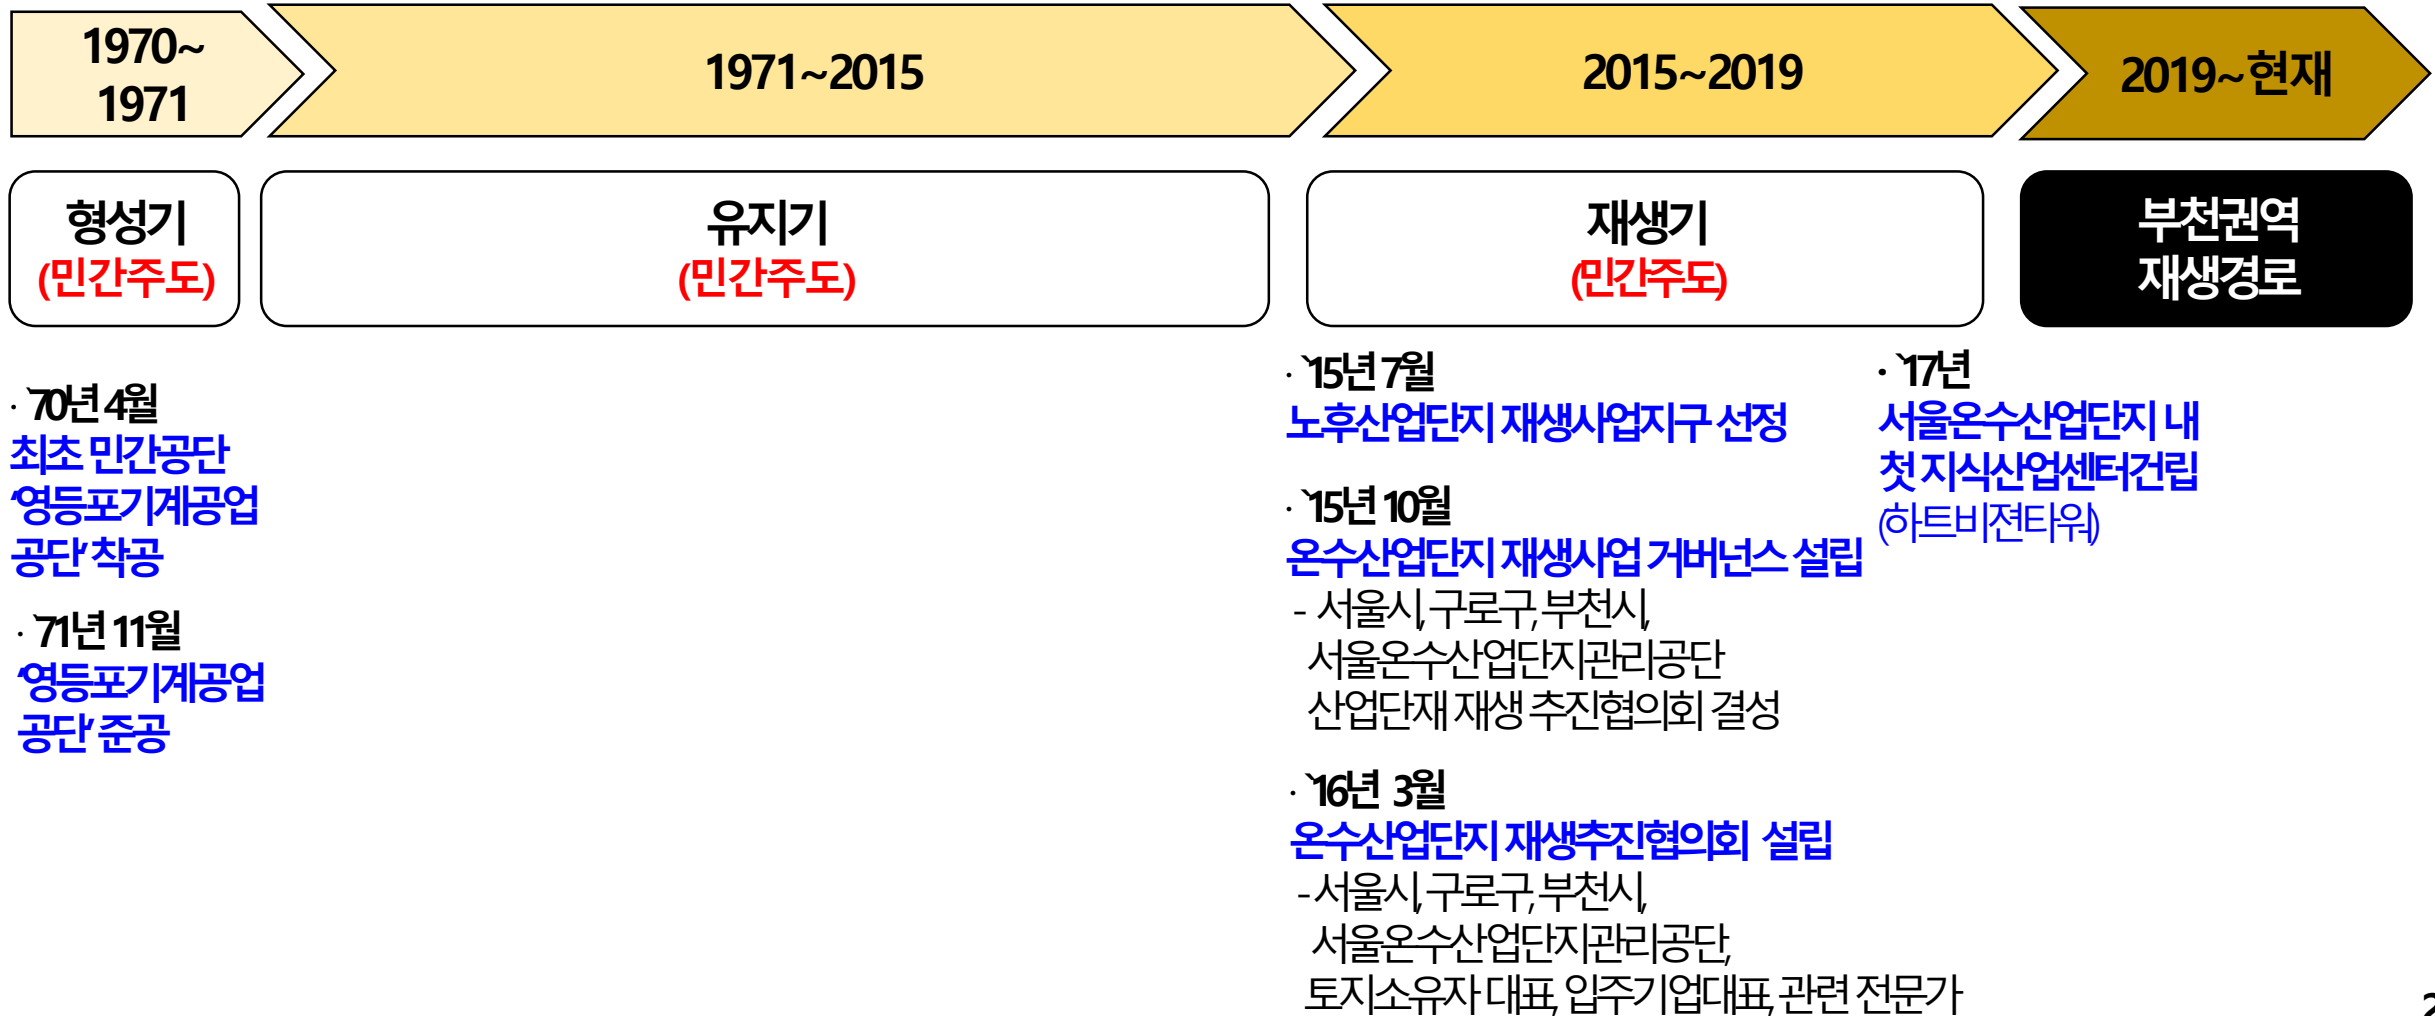 1970~
1971
1971~2015
2015~2019
2019~현재
형성기
(민간주도)
유지기
(민간주도)
재생기
(민간주도)
부천권역
재생경로
· `70년 4월
최초 민간공단
‘영등포기계공업
공단’ 착공
· `71년 11월
‘영등포기계공업
공단’ 준공
· `15년 7월
노후산업단지 재생사업지구 선정
· `15년 10월
온수산업단지 재생사업 거버넌스 설립
- 서울시, 구로구, 부천시,
서울온수산업단지관리공단
산업단재 재생 추진협의회 결성
· `16년 3월
온수산업단지 재생추진협의회 설립
- 서울시, 구로구, 부천시,
서울온수산업단지관리공단,
토지소유자 대표, 입주기업대표, 관련 전문가
· `17년
서울온수산업단지 내
첫 지식산업센터건립
(하트비젼타워)